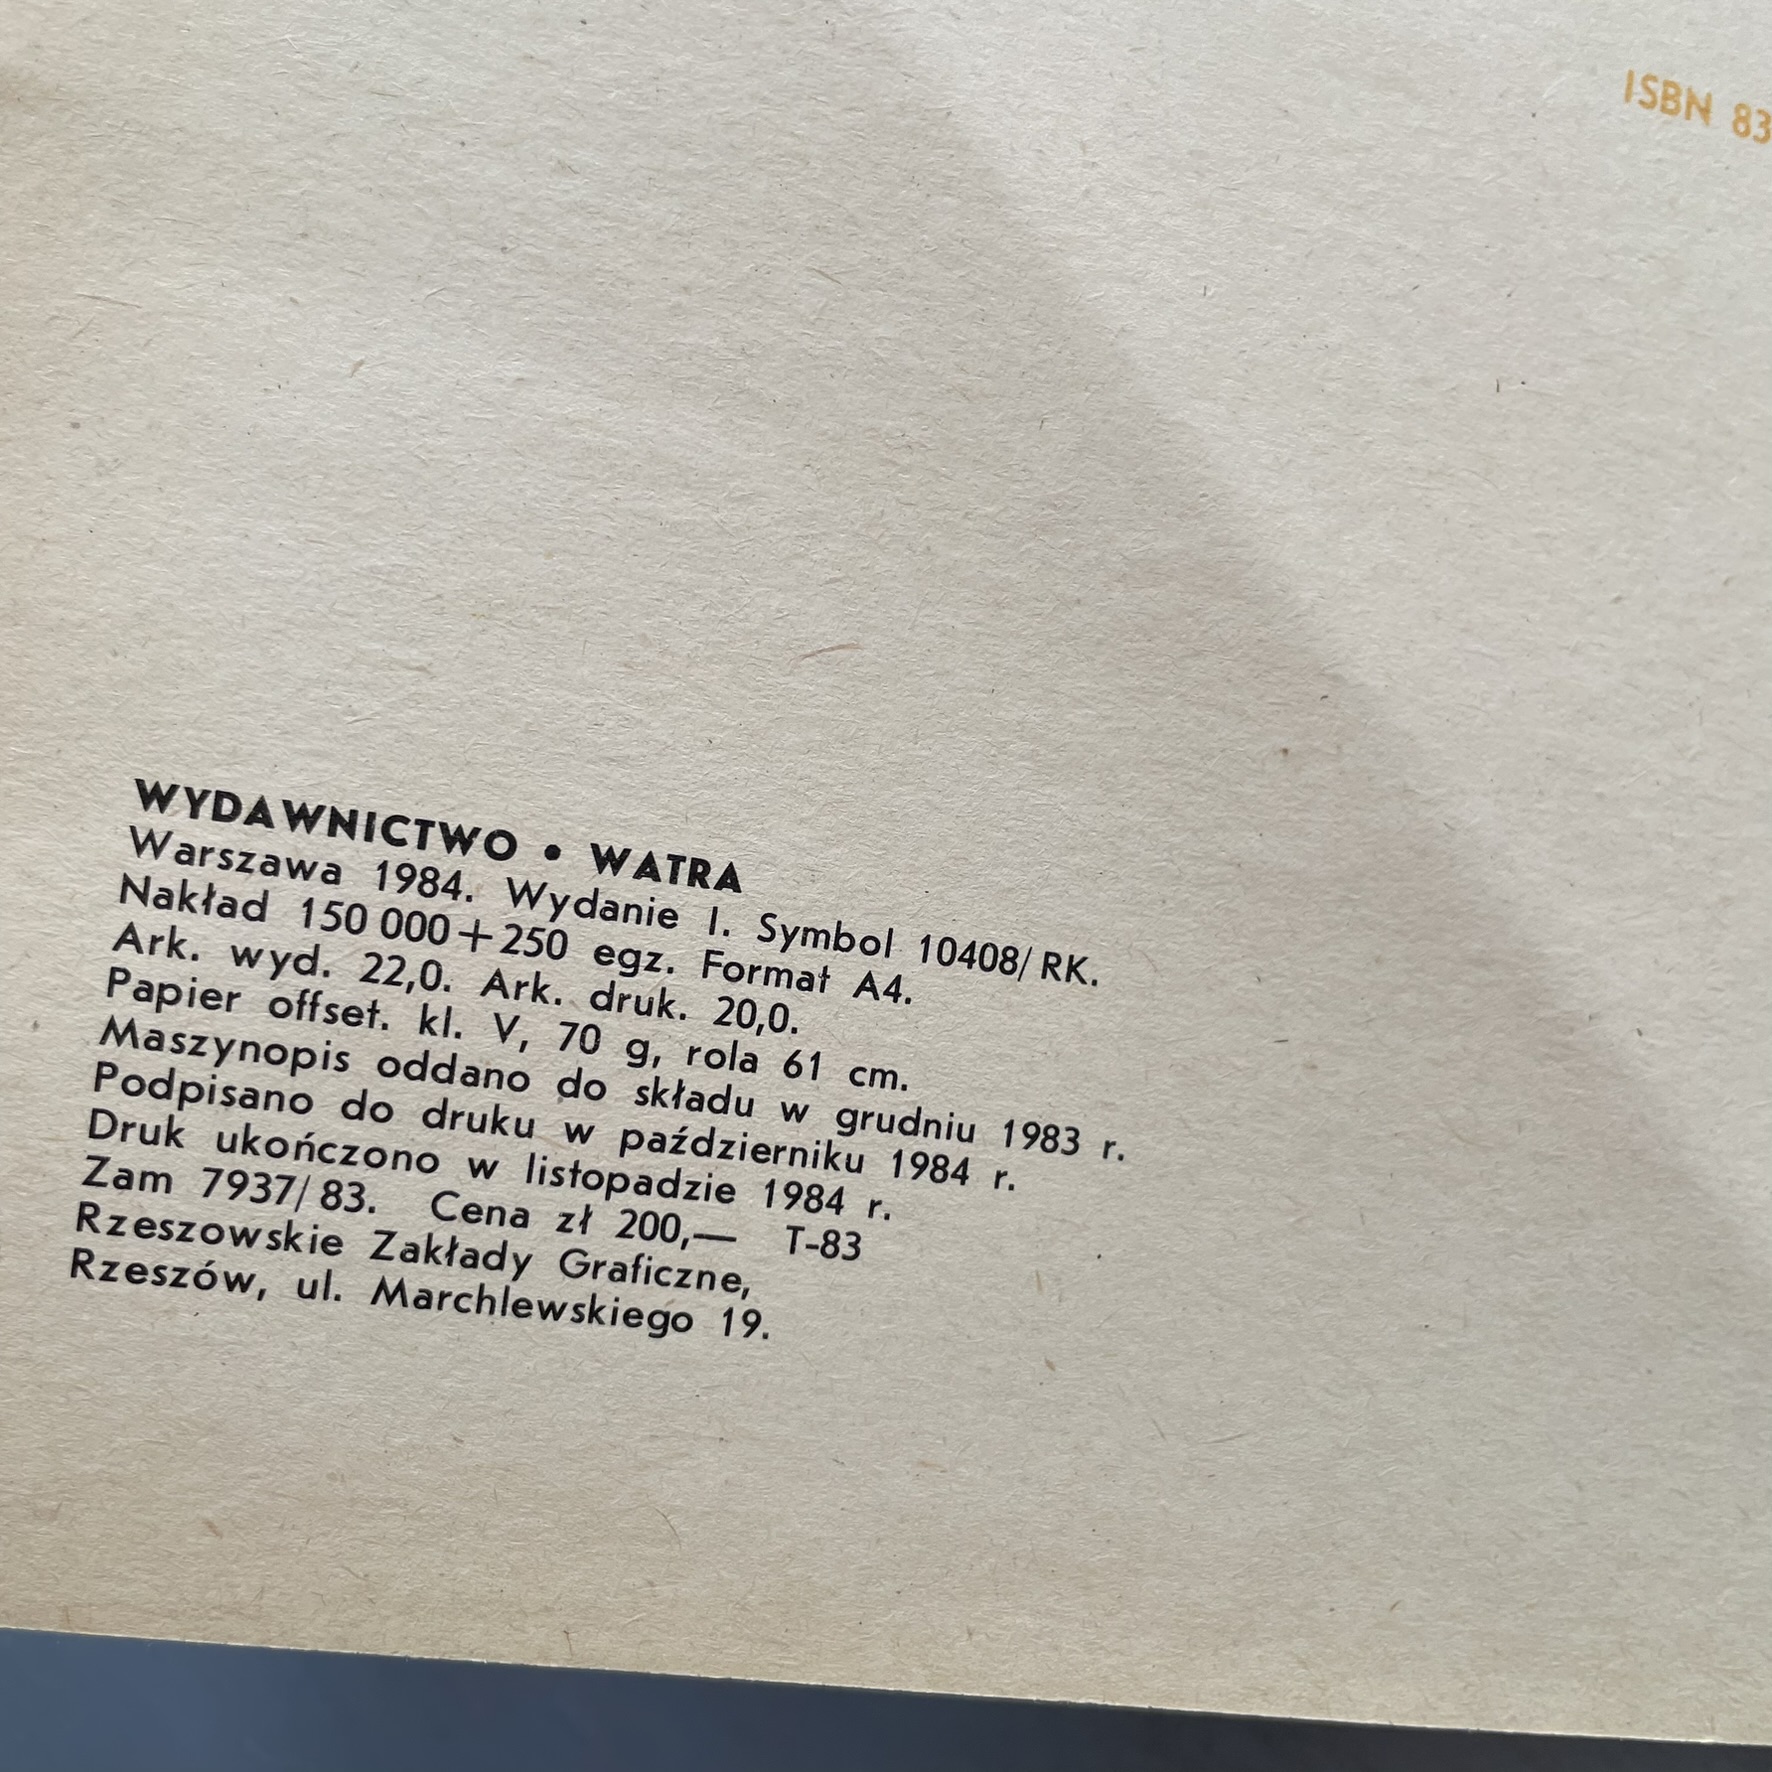 ISBN 83
WYDAWNICTWO • WATRA
Warszawa 1984. Wydanie I. Symbol 10408/RK.
Nakład 150 000+250 egz. Format A4.
Ark. wyd. 22,0. Ark. druk. 20,0.
Papier offset. kl. V, 70 g, rola 61 cm.
Maszynopis oddano do składu w grudniu 1983 r.
Podpisano do druku w październiku 1984 r.
Druk ukończono w listopadzie 1984 r.
Zam 7937/83. Cena zł 200,— T-83
Rzeszowskie Zakłady Graficzne,
Rzeszów, ul. Marchlewskiego 19.